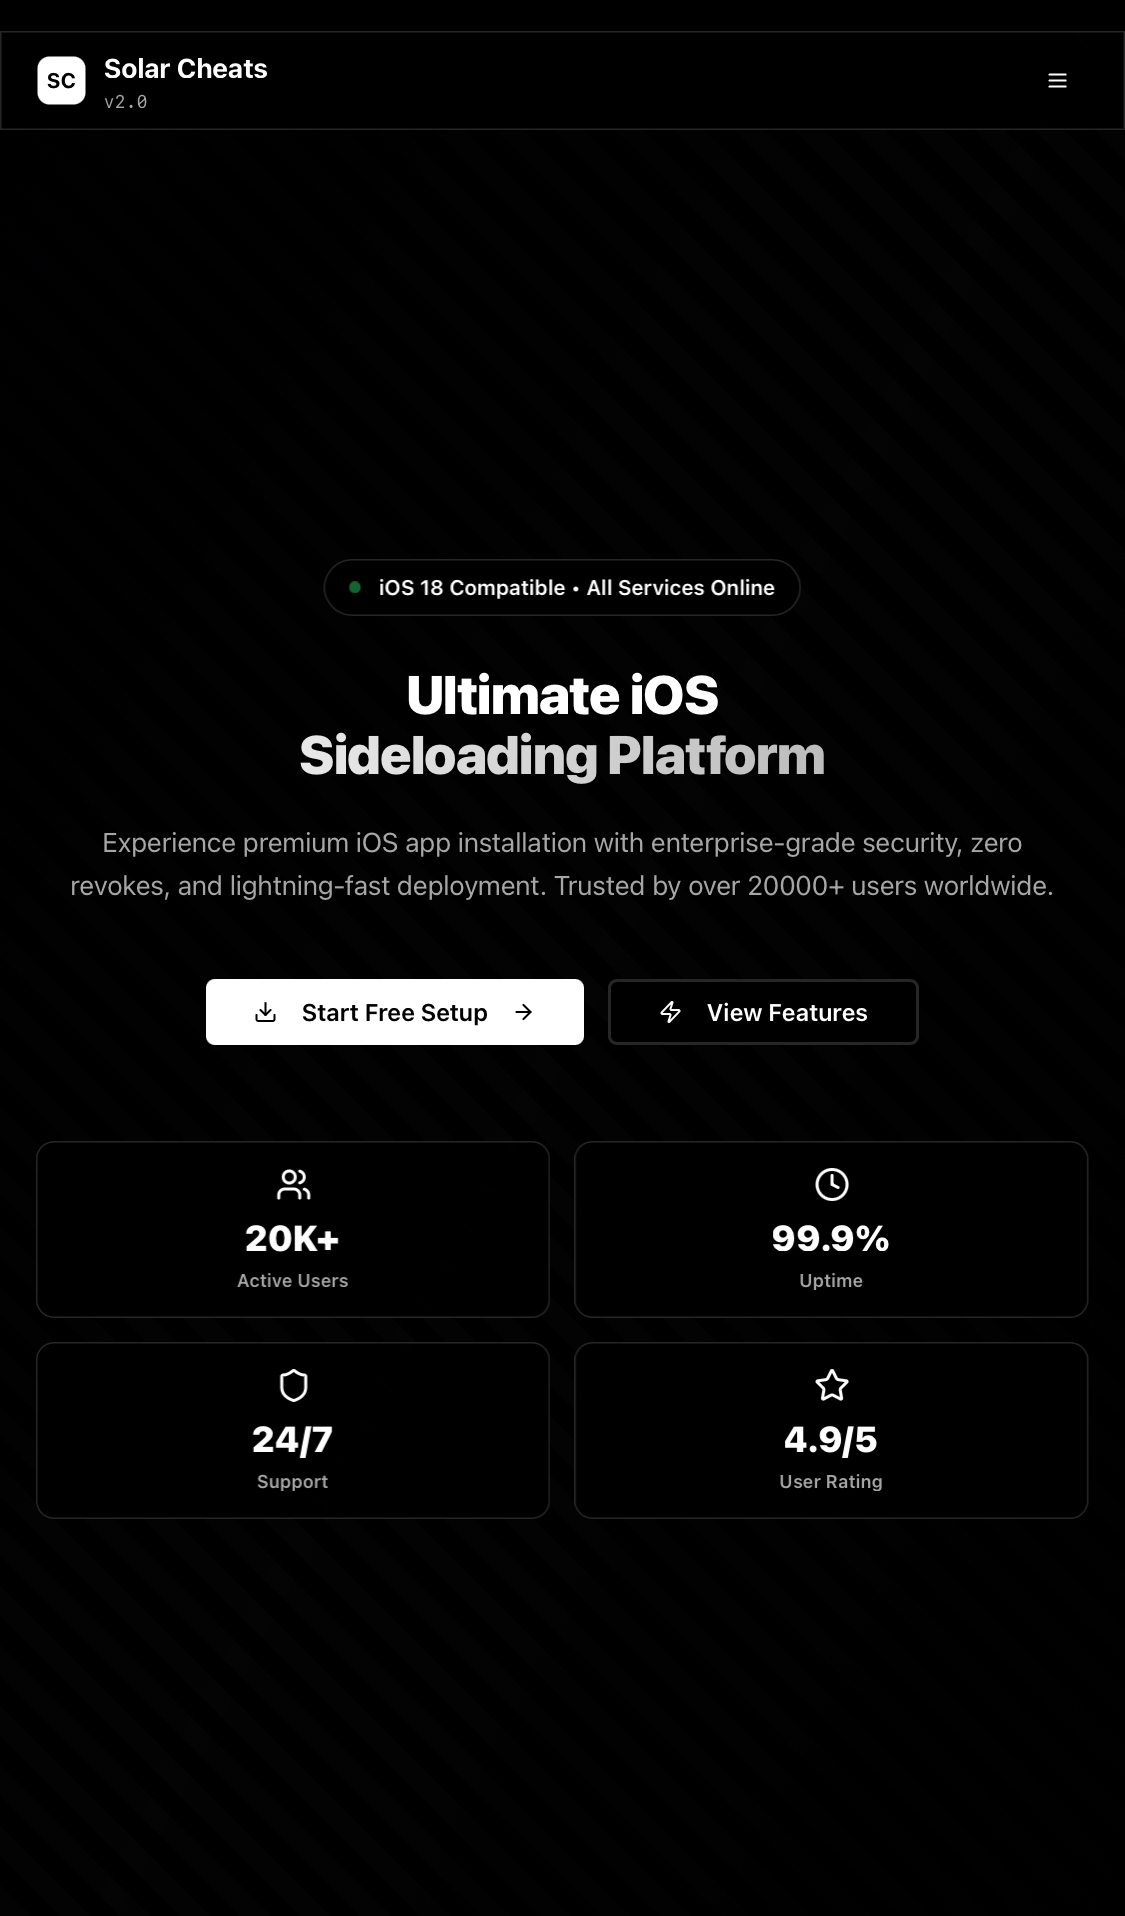 SC
Solar Cheats
v2.0
iOS 18 Compatible • All Services Online
Ultimate iOS
Sideloading Platform
Experience premium iOS app installation with enterprise-grade security, zero
revokes, and lightning-fast deployment. Trusted by over 20000+ users worldwide.
Start Free Setup →
View Features
20K+
Active Users
99.9%
Uptime
24/7
Support
4.9/5
User Rating